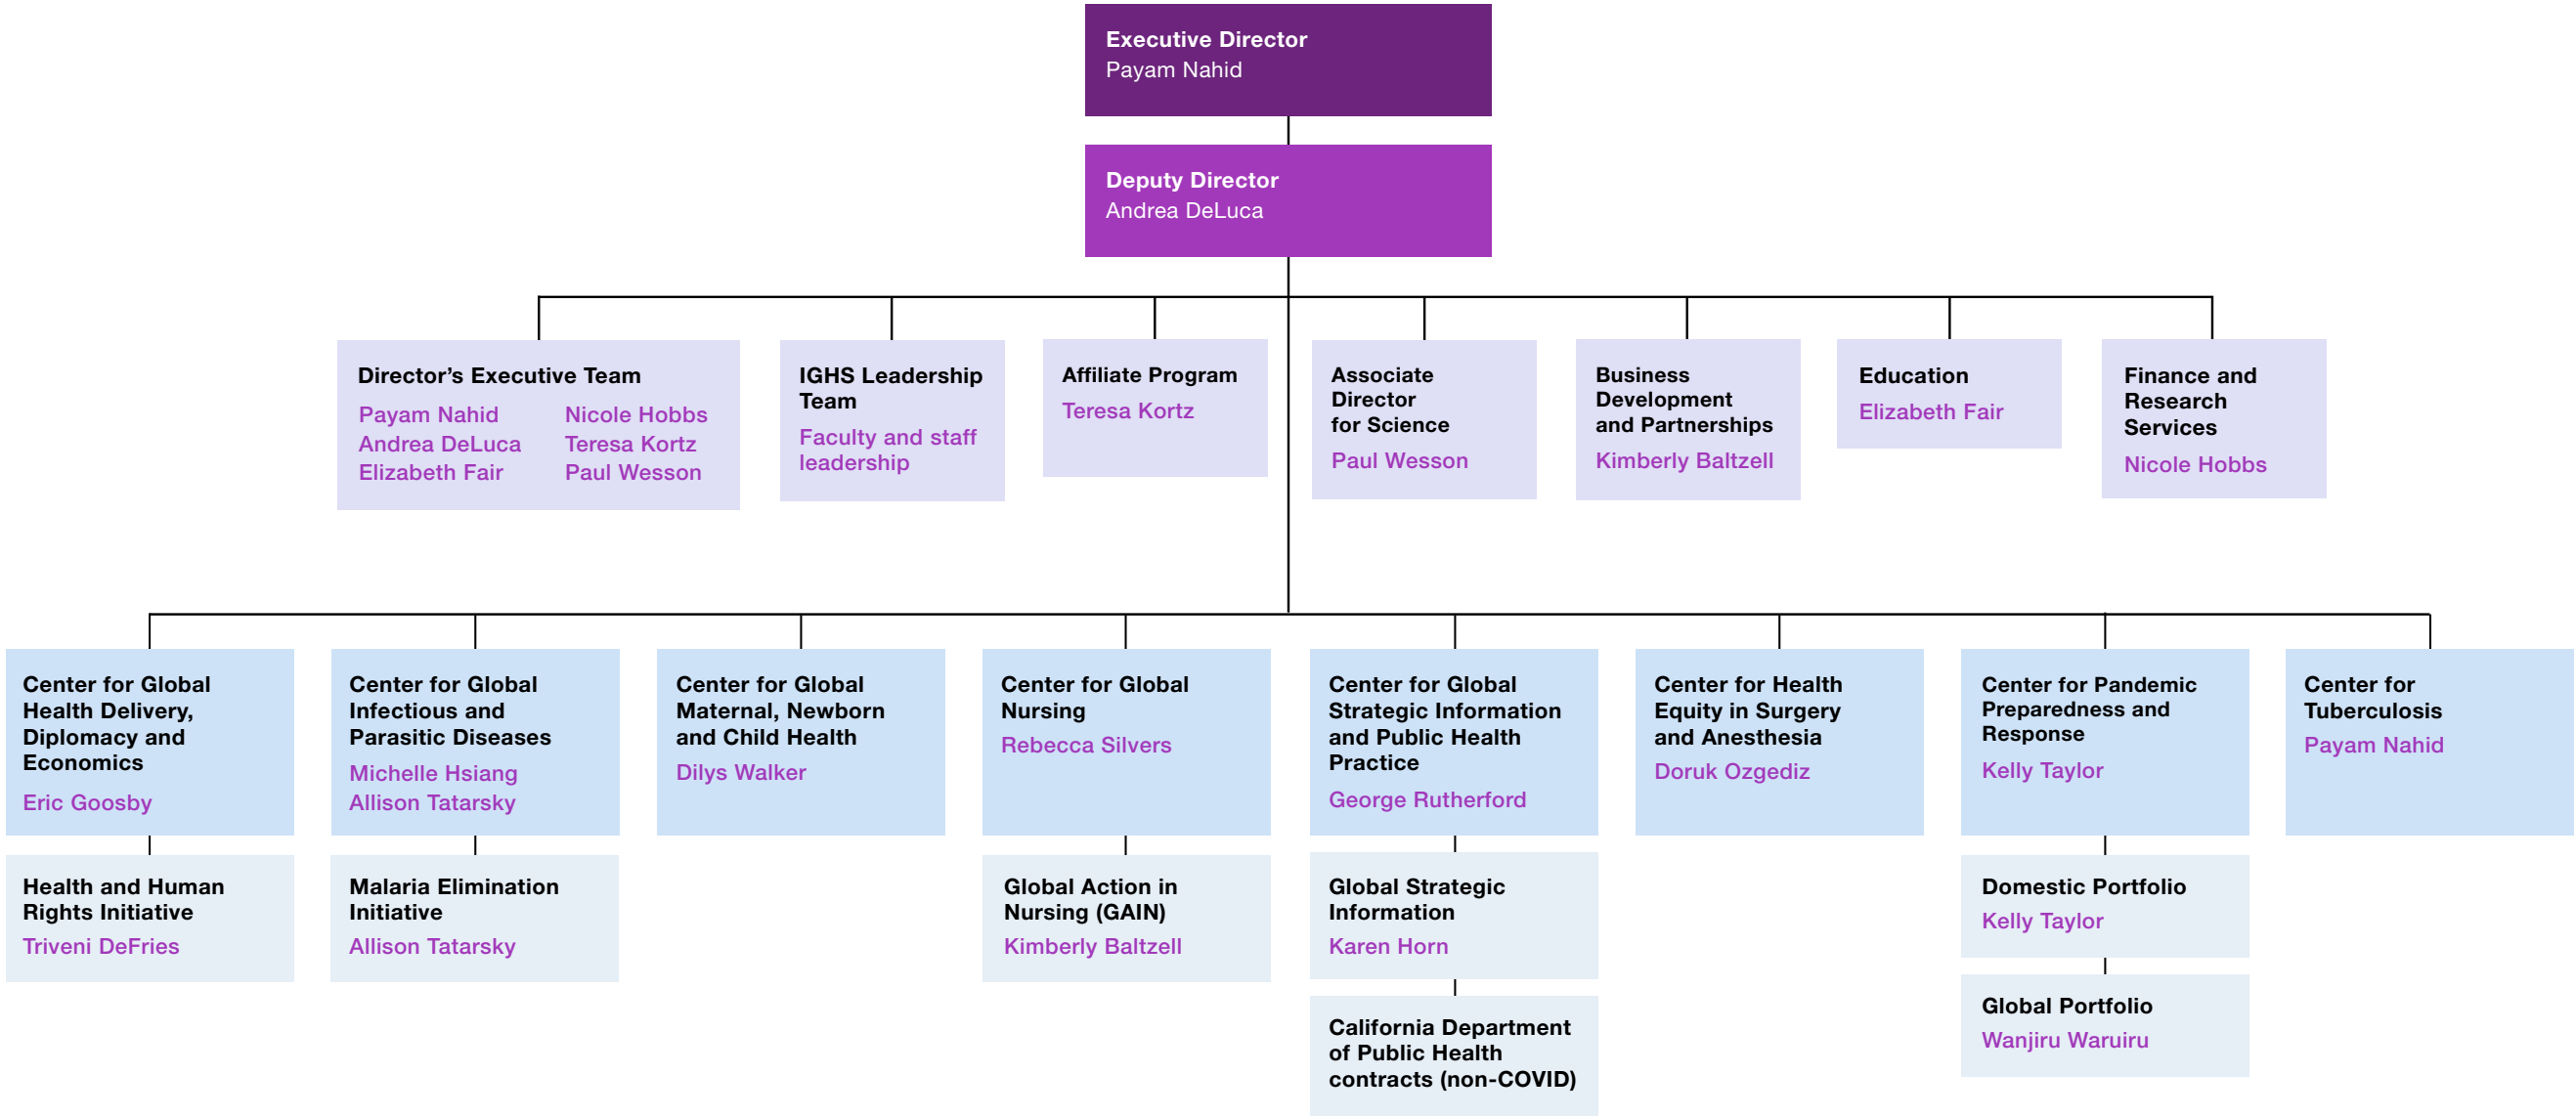 Executive Director
Payam Nahid
Deputy Director
Andrea DeLuca
Director’s Executive Team
Payam Nahid
Andrea DeLuca
Elizabeth Fair
Nicole Hobbs
Teresa Kortz
Paul Wesson
IGHS Leadership
Team
Faculty and staff
leadership
Affiliate Program
Teresa Kortz
Associate
Director
for Science
Paul Wesson
Business
Development
and Partnerships
Kimberly Baltzell
Education
Elizabeth Fair
Finance and
Research
Services
Nicole Hobbs
Center for Global
Health Delivery,
Diplomacy and
Economics
Eric Goosby
Health and Human
Rights Initiative
Triveni DeFries
Center for Global
Infectious and
Parasitic Diseases
Michelle Hsiang
Allison Tatarsky
Malaria Elimination
Initiative
Allison Tatarsky
Center for Global
Maternal, Newborn
and Child Health
Dilys Walker
Center for Global
Nursing
Rebecca Silvers
Global Action in
Nursing (GAIN)
Kimberly Baltzell
Center for Global
Strategic Information
and Public Health
Practice
George Rutherford
Global Strategic
Information
Karen Horn
California Department
of Public Health
contracts (non-COVID)
Center for Health
Equity in Surgery
and Anesthesia
Doruk Ozgediz
Center for Pandemic
Preparedness and
Response
Kelly Taylor
Domestic Portfolio
Kelly Taylor
Global Portfolio
Wanjiru Waruiru
Center for
Tuberculosis
Payam Nahid